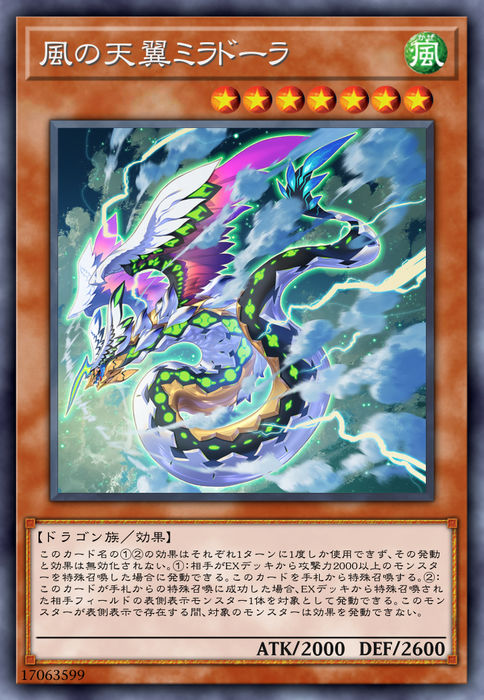 風の天翼ミラドーラ
かぜ
風
【ドラゴン族／効果】
このカード名の①②の効果はそれぞれ1ターンに1度しか使用できず、その発動
と効果は無効化されない。①：相手がEXデッキから攻撃力2000以上のモンスター
を特殊召喚した場合に発動できる。このカードを手札から特殊召喚する。②：
このカードが手札からの特殊召喚に成功した場合、EXデッキから特殊召喚され
た相手フィールドの表側表示モンスター1体を対象として発動できる。このモンス
ターが表側表示で存在する間、対象のモンスターは効果を発動できない。
ATK/2000 DEF/2600
17063599